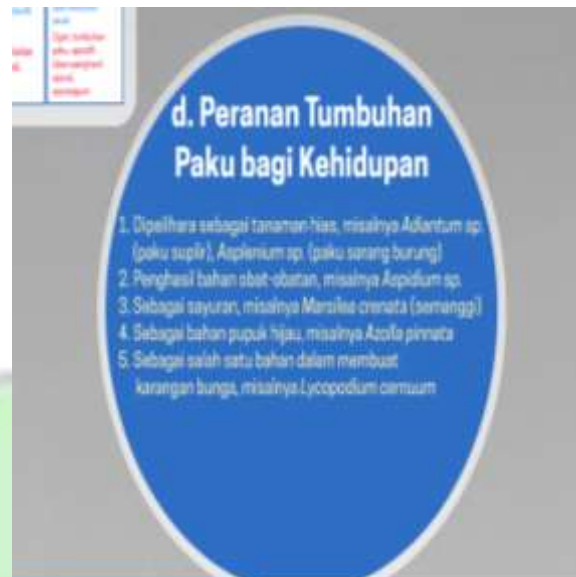 d. Peranan Tumbuhan
Paku bagi Kehidupan
1. Dipelihara sebagai tanaman hias, misalnya Adiantum sp.
(paku suplir), Asplenium sp. (paku sarang burung)
2. Penghasil bahan obat-obatan, misalnya Aspidium sp.
3. Sebagai sayuran, misalnya Marsilea crenata (semanggi)
4. Sebagai bahan pupuk hijau, misalnya Azolla pinnata
5. Sebagai salah satu bahan dalam membuat
karangan bunga, misalnya Lycopodium cernuum